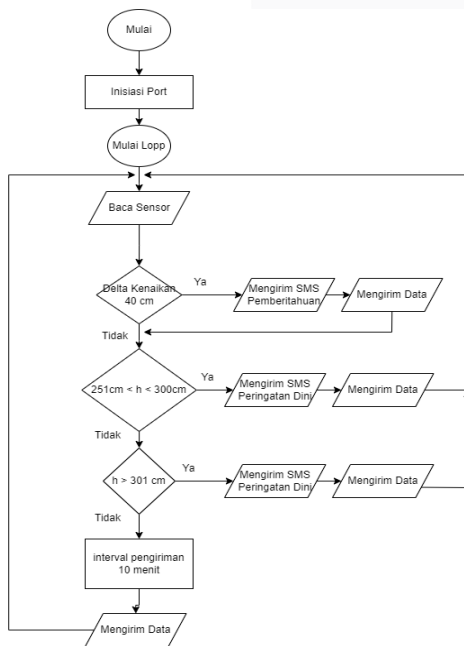 Mulai
Inisiasi Port
Mulai Lopp
Baca Sensor
Delta Kenaikan
40 cm
Ya
Mengirim SMS
Pemberitahuan
Mengirim Data
Tidak
251cm < h < 300cm
Ya
Mengirim SMS
Peringatan Dini
Mengirim Data
Tidak
h > 301 cm
Ya
Mengirim SMS
Peringatan Dini
Mengirim Data
Tidak
interval pengiriman
10 menit
Mengirim Data